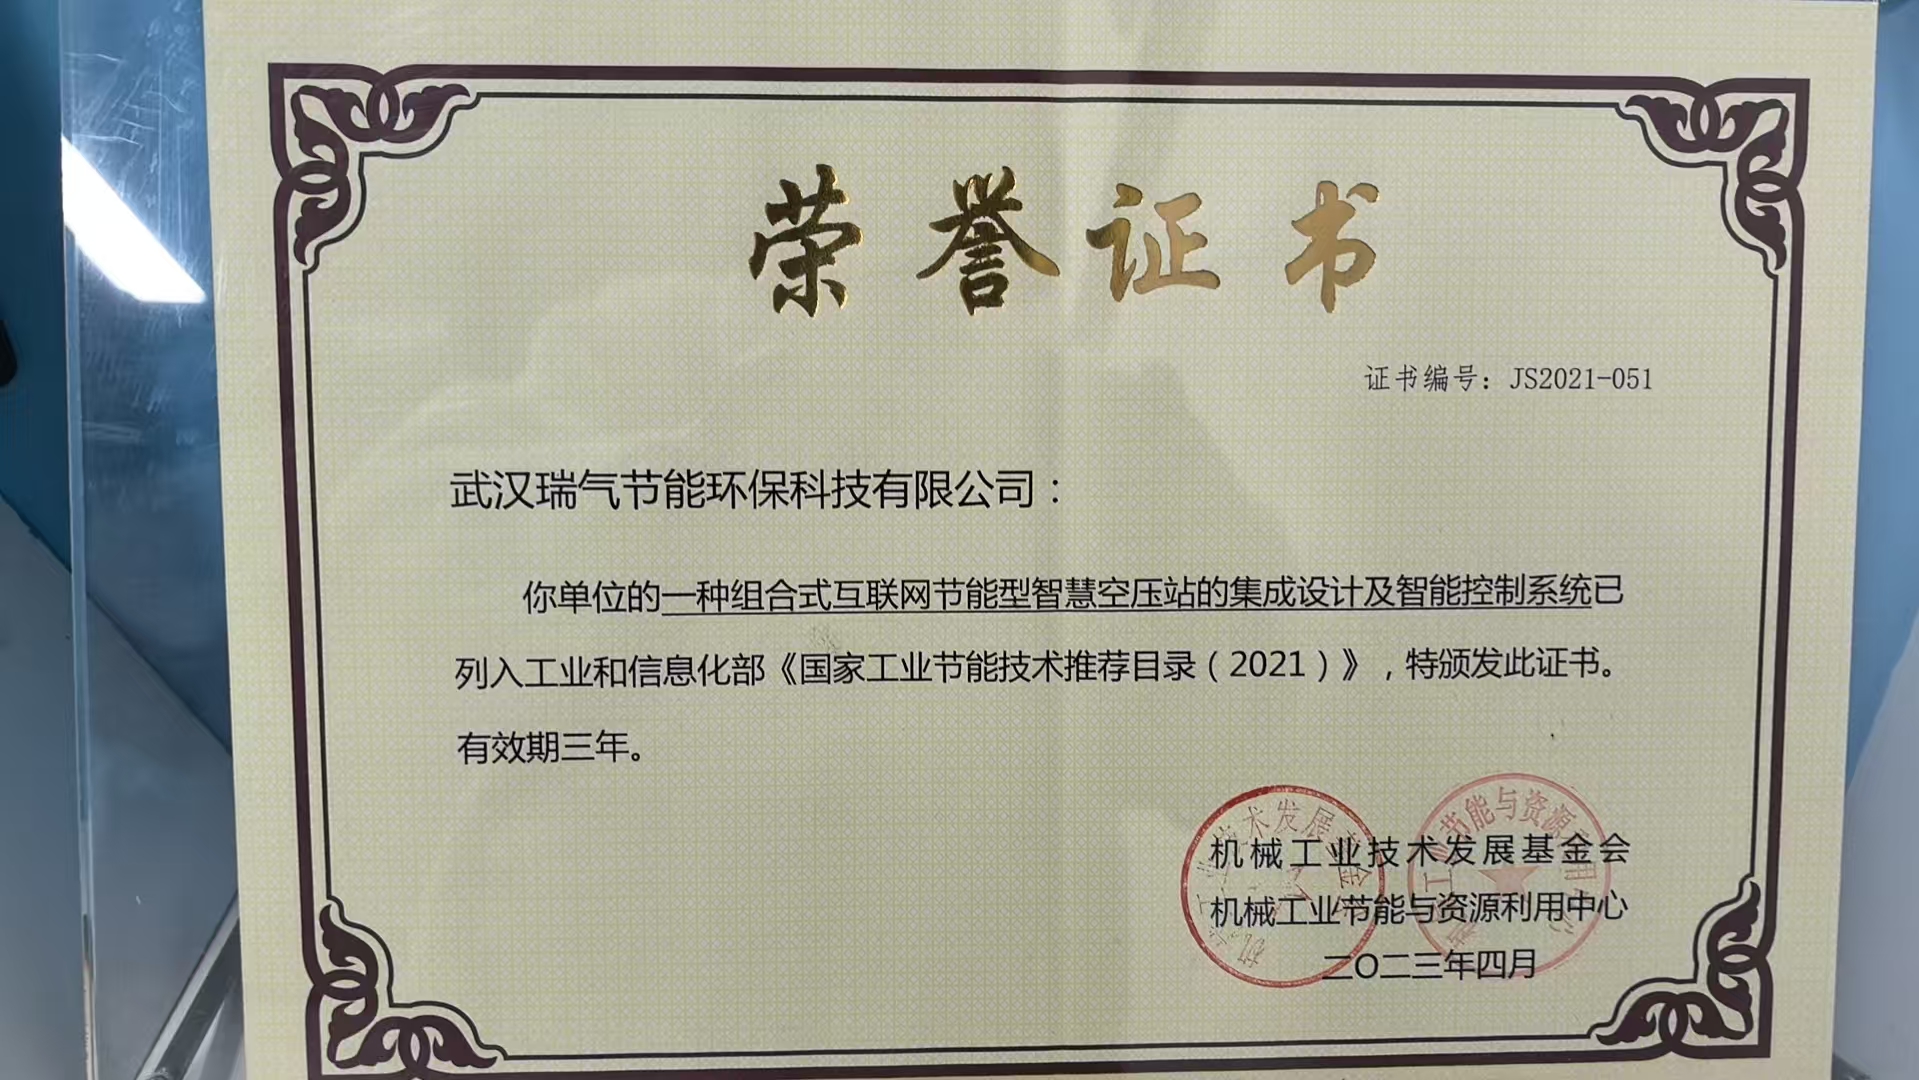 荣誉证书
证书编号：JS2021-051
武汉瑞气节能环保科技有限公司：
你单位的一种组合式互联网节能型智慧空压站的集成设计及智能控制系统已
列入工业和信息化部《国家工业节能技术推荐目录（2021）》，特颁发此证书。
有效期三年。
机械工业技术发展基金会
机械工业节能与资源利用中心
二〇二三年四月